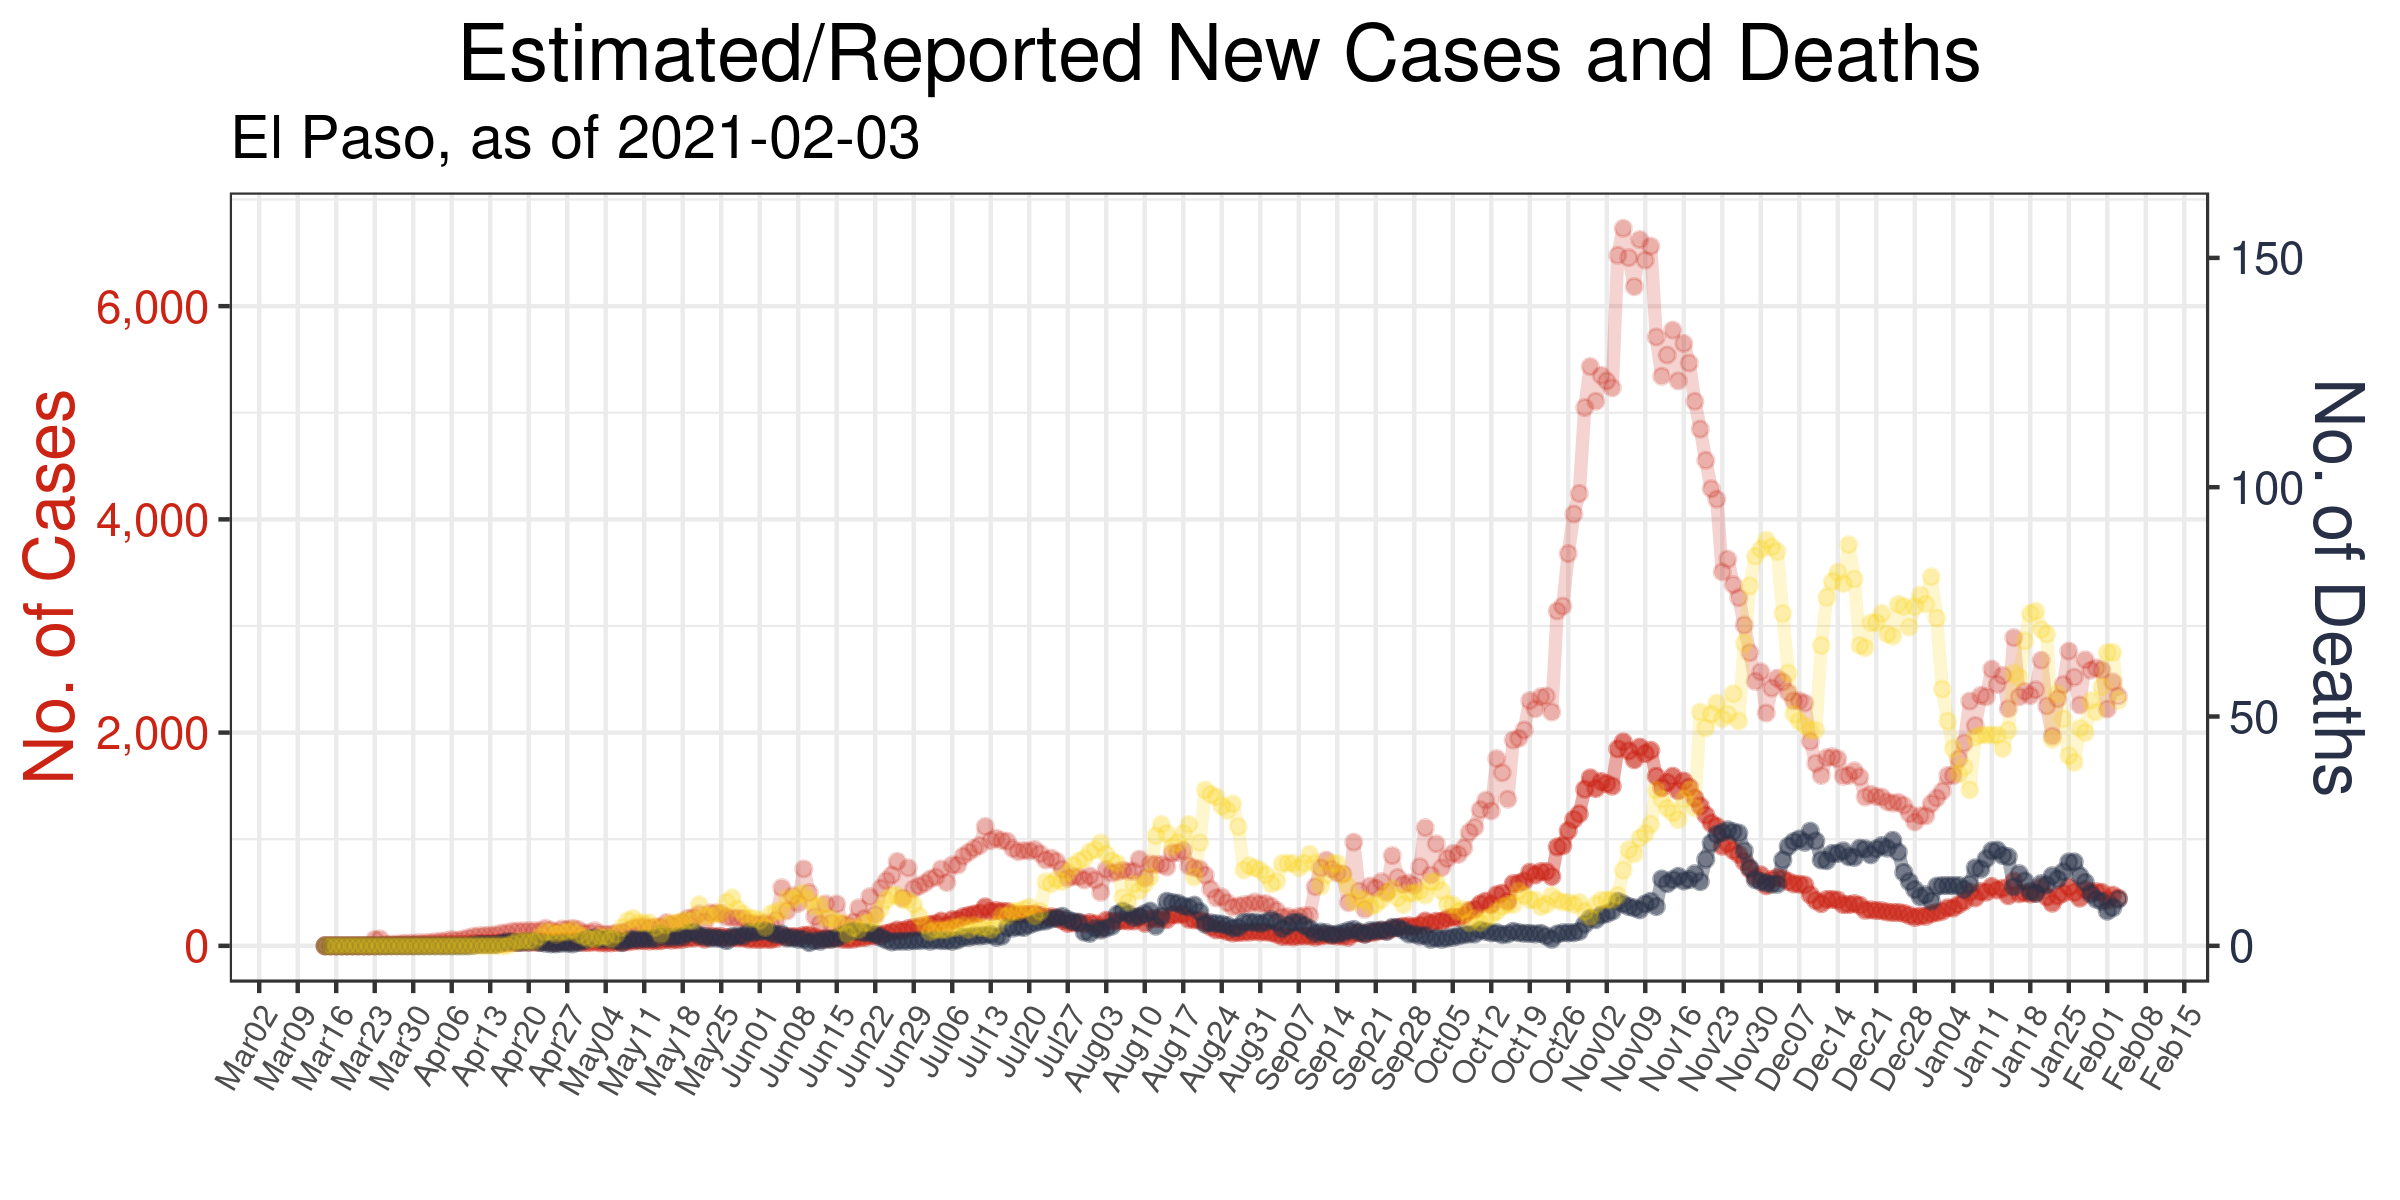 Estimated/Reported New Cases and Deaths
El Paso, as of 2021-02-03
No. of Cases
6,000
4,000
2,000
0
150
100
50
0
No. of Deaths
Mar02 Mar09 Mar16 Mar23 Mar30 Apr06 Apr13 Apr20 Apr27 May04 May11 May18 May25 Jun01 Jun08 Jun15 Jun22 Jun29 Jul06 Jul13 Jul20 Jul27 Aug03 Aug10 Aug17 Aug24 Aug31 Sep07 Sep14 Sep21 Sep28 Oct05 Oct12 Oct19 Oct26 Nov02 Nov09 Nov16 Nov23 Nov30 Nov07 Dec14 Dec14 Dec21 Dec28 Dec04 Jan11 Jan18 Jan25 Jan25 Feb01 Feb08 Feb15